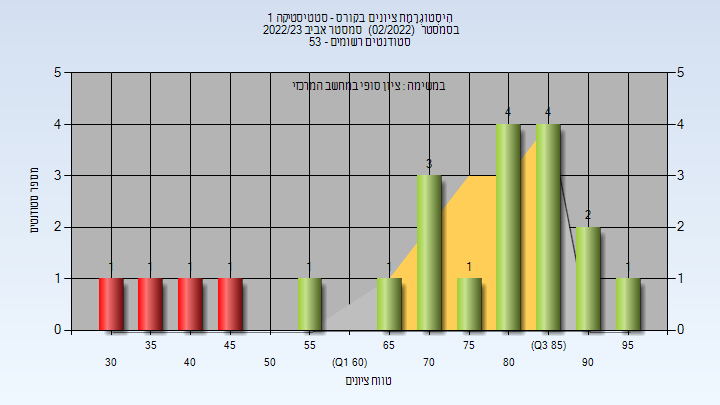 היסטוגרמת ציונים בקורס - סטטיסטיקה 1
בסמסטר (02/2022) סמסטר אביב 2022/23
סטודנטים רשומים - 53
במשימה : ציון סופי במחשב המרכזי
מספר סטודנטים
5 5
4 4
3 3
2 2
1 1
0 0
1 1 1 1 1 1 3 1 4 4 2 1
35 45 55 65 75 (Q3 85) 95
30 40 50 (Q1 60) 70 80 90
טווח ציונים